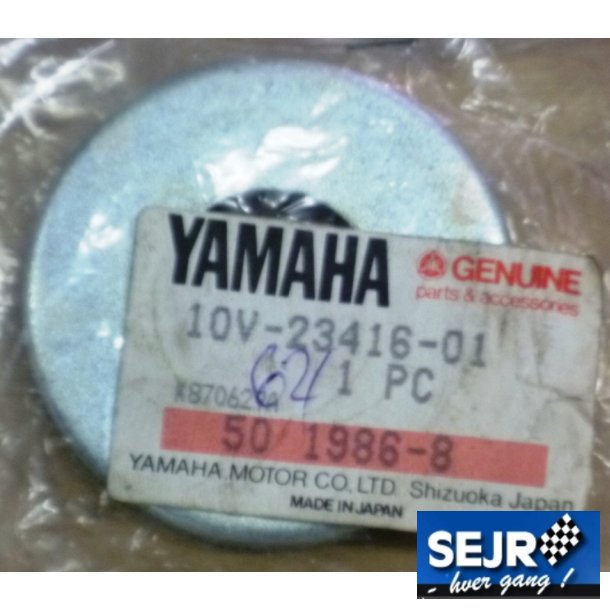 YAMAHA
GENUINE
parts & accessories
10V-23416-01
62/
1 PC
50/1986-8
YAMAHA MOTOR CO., LTD. Shizuoka Japan
MADE IN JAPAN
SEJR
- hver gang !